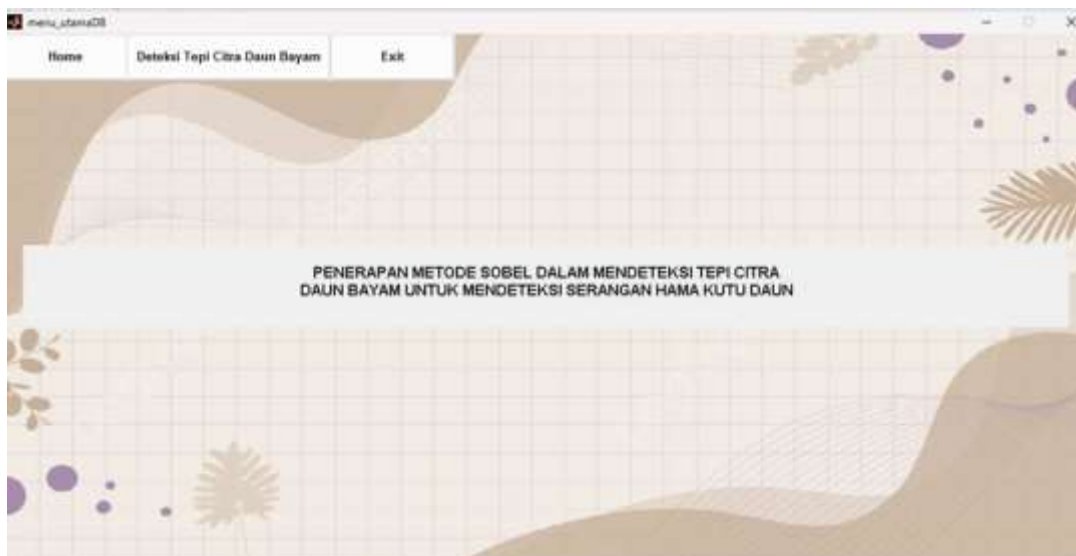 menu_utama08
Home Deteksi Tepi Citra Daun Bayam Exit
PENERAPAN METODE SOBEL DALAM MENDETEKSI TEPI CITRA
DAUN BAYAM UNTUK MENDETEKSI SERANGAN HAMA KUTU DAUN